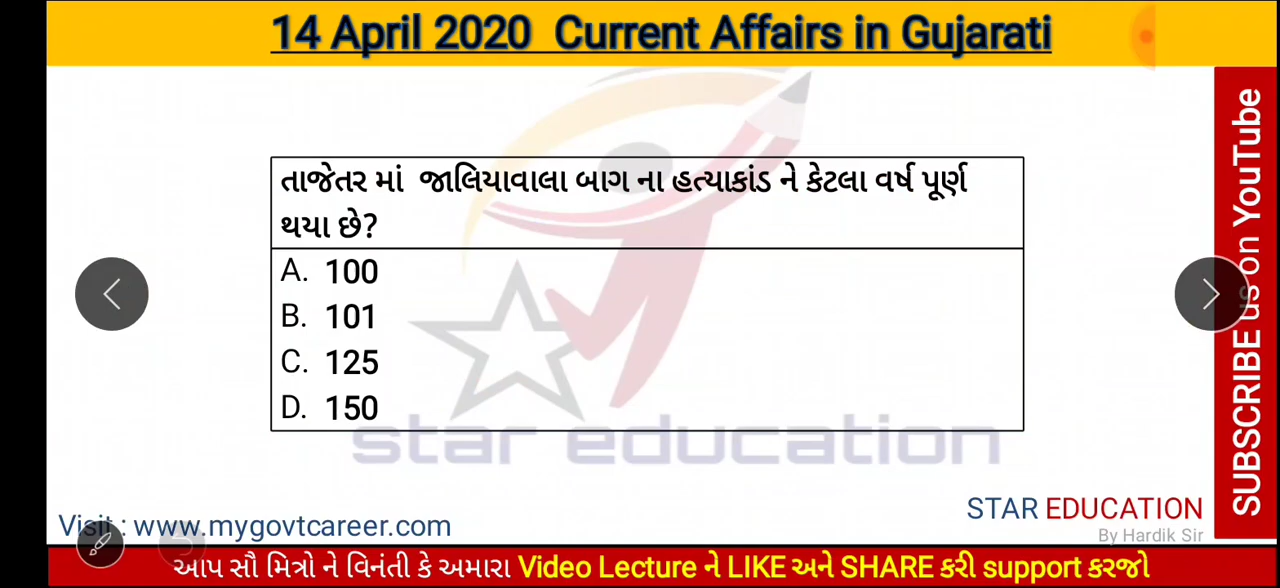 14 April 2020 Current Affairs in Gujarati
તાજેતર માં જાલિયાવાલા બાગ ના હત્યાકાંડ ને કેટલા વર્ષ પૂર્ણ
થયા છે?
A. 100
B. 101
C. 125
D. 150
star education
STAR EDUCATION
By Hardik Sir
Visit : www.mygovtcareer.com
SUBSCRIBE us on YouTube
આપ સૌ મિત્રો ને વિનંતી કે અમારા Video Lecture ને LIKE અને SHARE કરી support કરજો